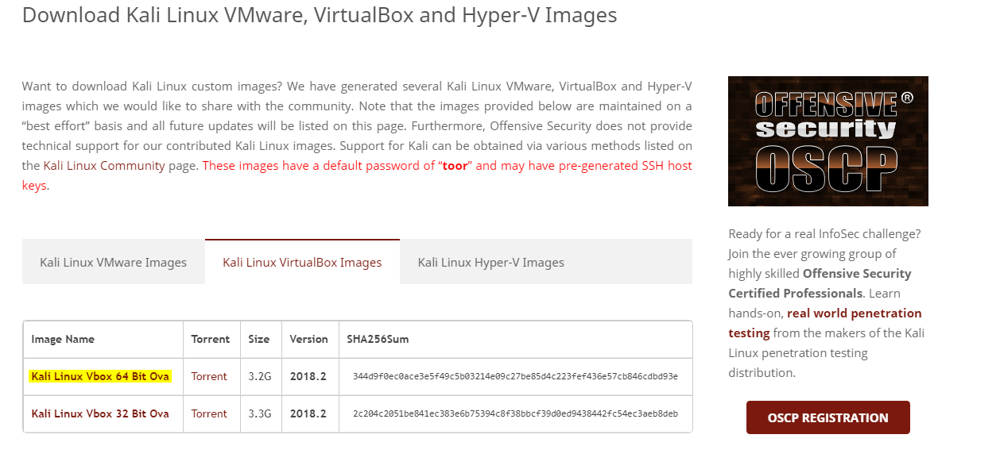 Download Kali Linux VMware, VirtualBox and Hyper-V Images
Want to download Kali Linux custom images? We have generated several Kali Linux VMware, VirtualBox and Hyper-V
images which we would like to share with the community. Note that the images provided below are maintained on a
“best effort” basis and all future updates will be listed on this page. Furthermore, Offensive Security does not provide
technical support for our contributed Kali Linux images. Support for Kali can be obtained via various methods listed on
the Kali Linux Community page. These images have a default password of “toor” and may have pre-generated SSH host
keys.
Kali Linux VMware Images
Kali Linux VirtualBox Images
Kali Linux Hyper-V Images
Image Name Torrent Size Version SHA256Sum
Kali Linux Vbox 64 Bit Ova Torrent 3.2G 2018.2 344d9f0ec0ace3e5f49c5b03214e09c27be85d4c223fef436e57cb846cdbd93e
Kali Linux Vbox 32 Bit Ova Torrent 3.3G 2018.2 2c204c2051be841ec383e6b75394c8f38bbcf39d0ed9438442fc54ec3aeb8deb
OFFENSIVE®
security
OSCP
Ready for a real InfoSec challenge?
Join the ever growing group of
highly skilled Offensive Security
Certified Professionals. Learn
hands-on, real world penetration
testing from the makers of the Kali
Linux penetration testing
distribution.
OSCP REGISTRATION